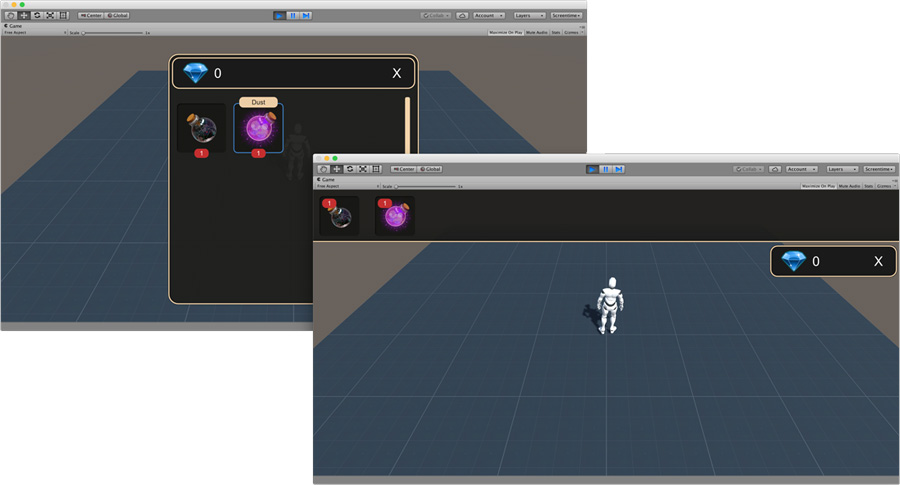 Center Global Collab Account Layers Screentime
Game
Free Aspect Scale 1x Maximize On Play Mute Audio Stats Gizmos
0 X
Dust
1 1
Center Global Collab Account Layers Screentime
Game
Free Aspect Scale 1x Maximize On Play Mute Audio Stats Gizmos
1 1
0 X